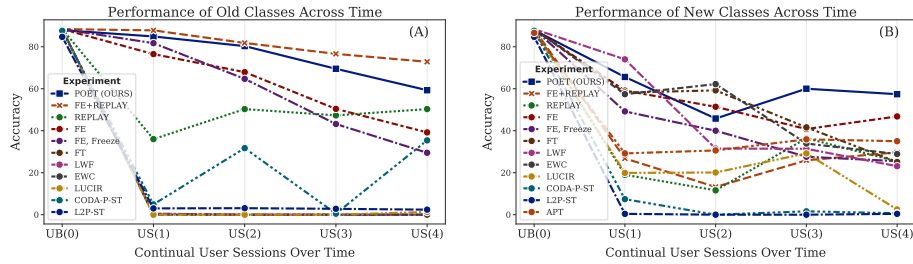 Performance of Old Classes Across Time
(A)
Accuracy
80
60
40
20
0
Experiment
POET (OURS)
FE+REPLAY
REPLAY
FE
FE, Freeze
FT
LWF
EWC
LUCIR
CODA-P-ST
L2P-ST
UB(0)
US(1)
US(2)
US(3)
US(4)
Continual User Sessions Over Time
Performance of New Classes Across Time
(B)
Accuracy
80
60
40
20
0
Experiment
POET (OURS)
FE+REPLAY
REPLAY
FE
FE, Freeze
FT
LWF
EWC
LUCIR
CODA-P-ST
L2P-ST
APT
UB(0)
US(1)
US(2)
US(3)
US(4)
Continual User Sessions Over Time